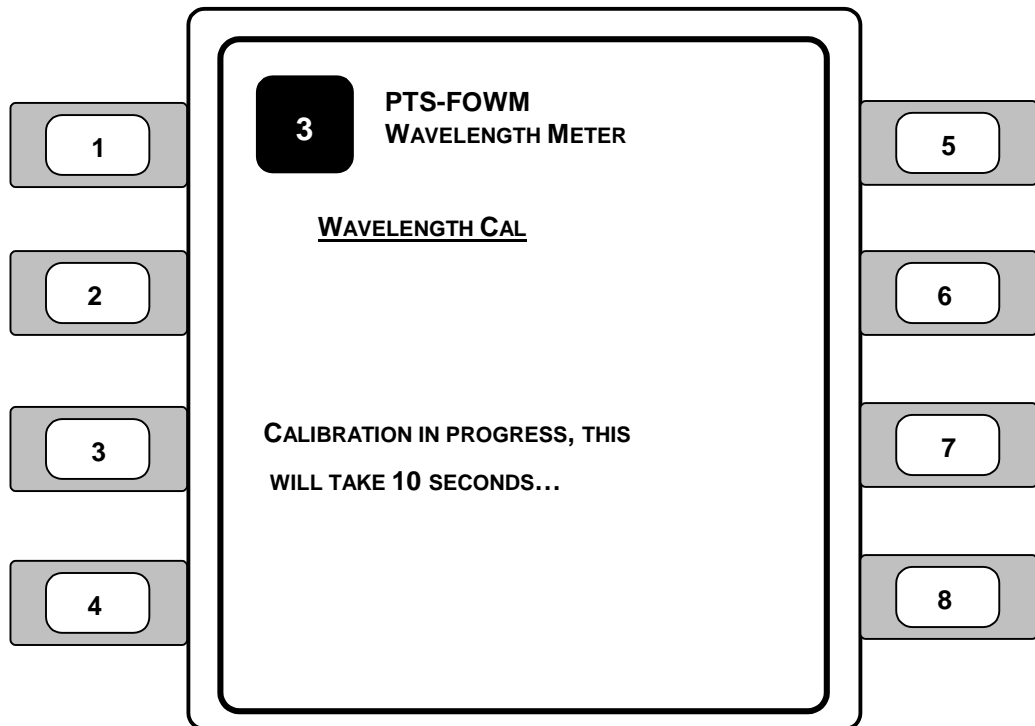 3
PTS-FOWM
WAVELENGTH METER
WAVELENGTH CAL
CALIBRATION IN PROGRESS, THIS
WILL TAKE 10 SECONDS...
1
2
3
4
5
6
7
8